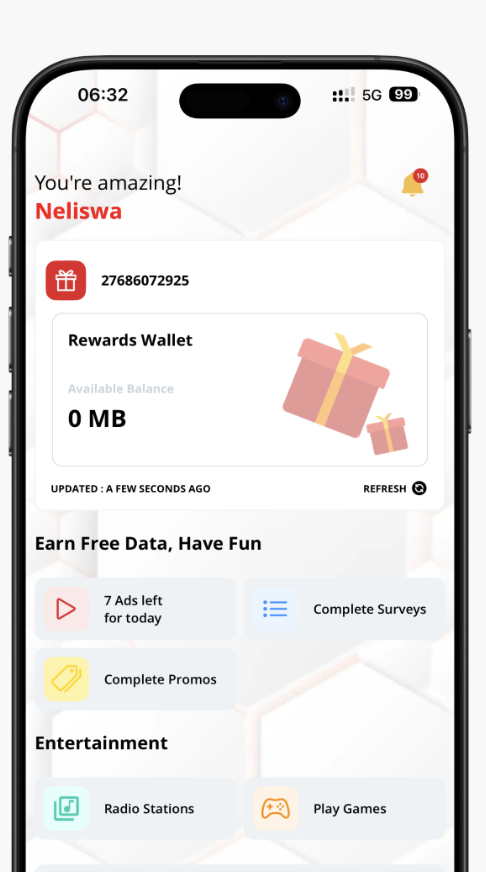 06:32
5G 99
10
You're amazing!
Neliswa
27686072925
Rewards Wallet
Available Balance
0 MB
UPDATED : A FEW SECONDS AGO
REFRESH
Earn Free Data, Have Fun
7 Ads left
for today
Complete Surveys
Complete Promos
Entertainment
Radio Stations
Play Games